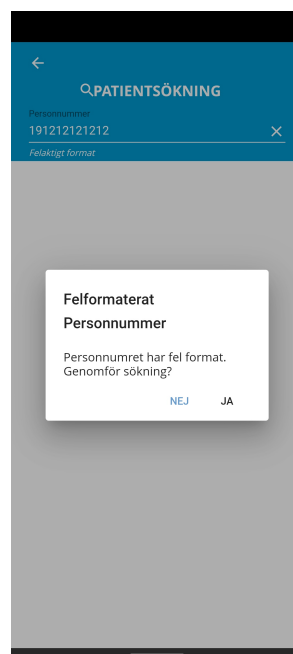 PATIENTSÖKNING
Personnummer
191212121212
Felaktigt format
Felformaterat
Personnummer
Personnumret har fel format.
Genomför sökning?
NEJ JA